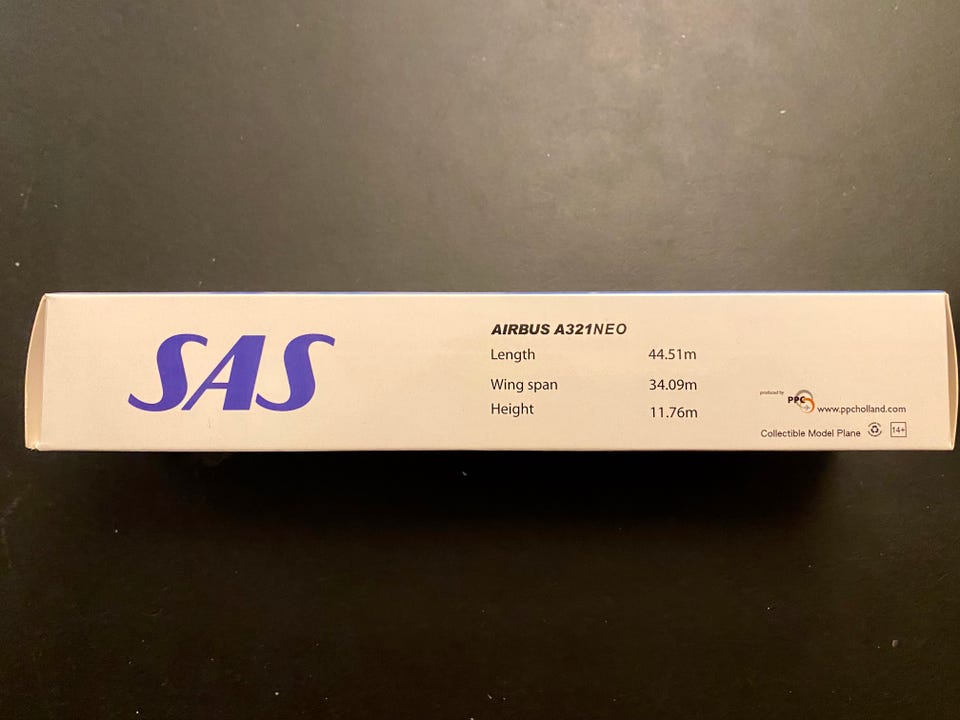 SAS
AIRBUS A321NEO
Length 44.51m
Wing span 34.09m
Height 11.76m
produced by PPC www.ppcholland.com
Collectible Model Plane 14+